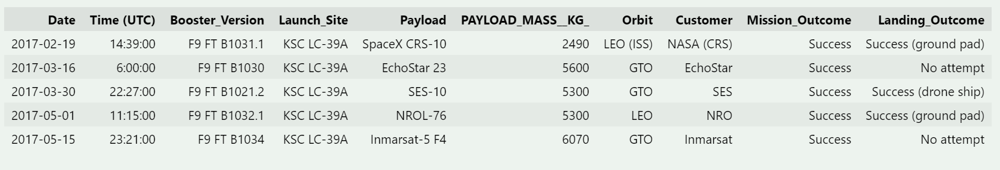 Date Time (UTC) Booster_Version Launch_Site Payload PAYLOAD_MASS__KG_ Orbit Customer Mission_Outcome Landing_Outcome
2017-02-19 14:39:00 F9 FT B1031.1 KSC LC-39A SpaceX CRS-10 2490 LEO (ISS) NASA (CRS) Success Success (ground pad)
2017-03-16 6:00:00 F9 FT B1030 KSC LC-39A EchoStar 23 5600 GTO EchoStar Success No attempt
2017-03-30 22:27:00 F9 FT B1021.2 KSC LC-39A SES-10 5300 GTO SES Success Success (drone ship)
2017-05-01 11:15:00 F9 FT B1032.1 KSC LC-39A NROL-76 5300 LEO NRO Success Success (ground pad)
2017-05-15 23:21:00 F9 FT B1034 KSC LC-39A Inmarsat-5 F4 6070 GTO Inmarsat Success No attempt